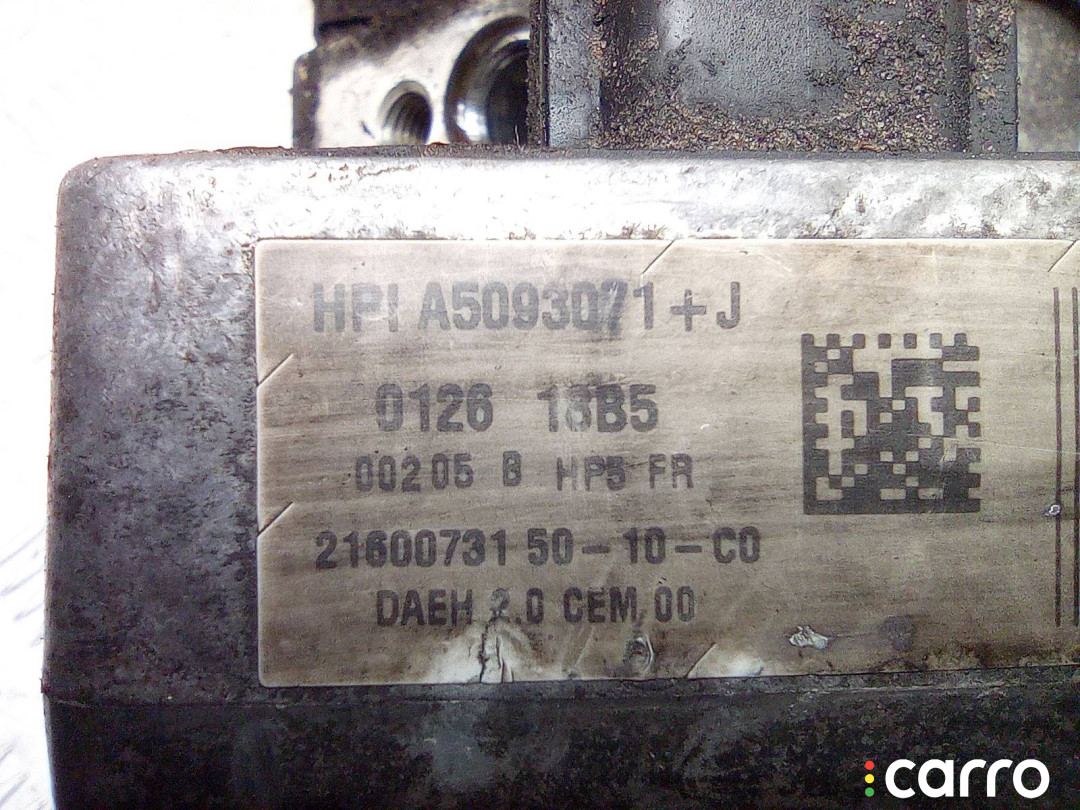 HPI A5093071+J
0126 18B5
00205 B HP5 FR
2160073150-10-C0
DAEH 2.0 CEM 00
carro